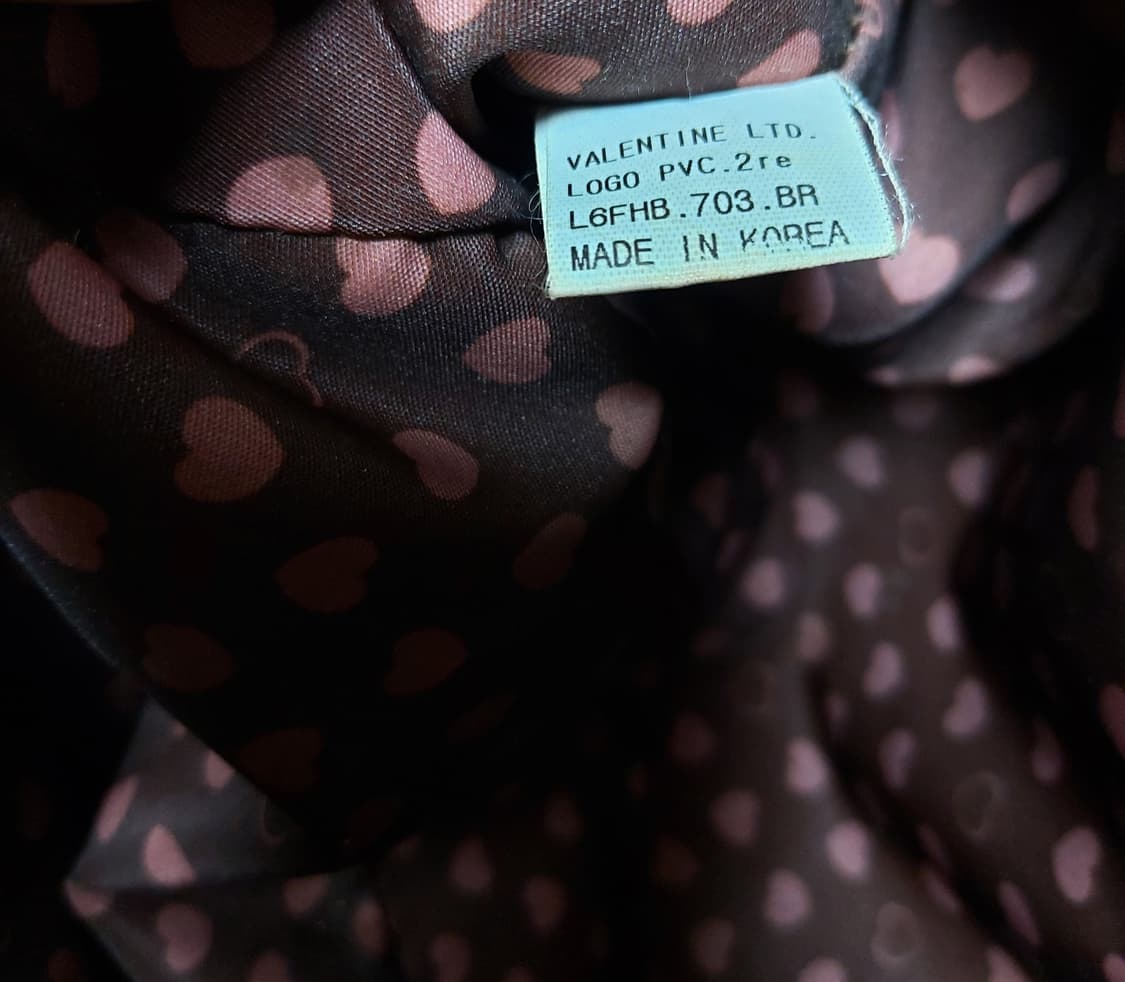 VALENTINE LTD.
LOGO PVC.2re
L6FHB.703.BR
MADE IN KOREA